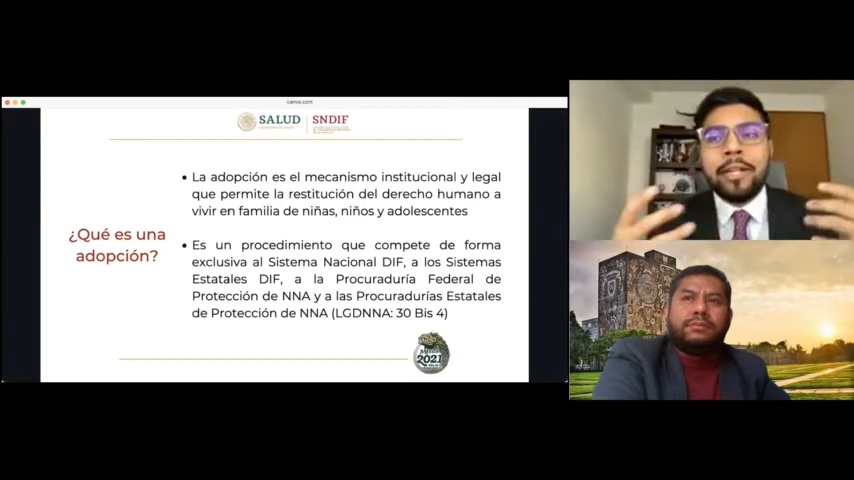 canva.com
SALUD
SNDIF
¿Qué es una
adopción?
• La adopción es el mecanismo institucional y legal
que permite la restitución del derecho humano a
vivir en familia de niñas, niños y adolescentes
• Es un procedimiento que compete de forma
exclusiva al Sistema Nacional DIF, a los Sistemas
Estatales DIF, a la Procuraduría Federal de
Protección de NNA y a las Procuradurías Estatales
de Protección de NNA (LGDNNA: 30 Bis 4)
2021